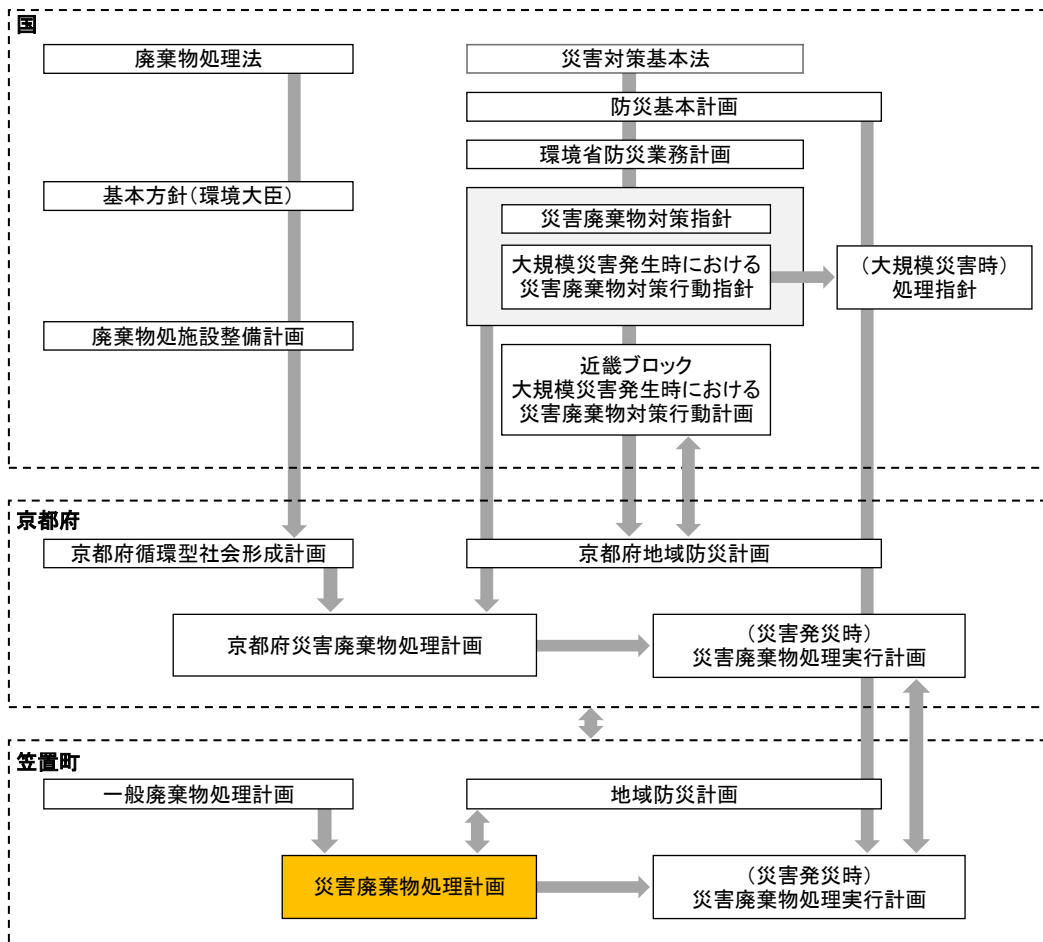 国
廃棄物処理法
災害対策基本法
防災基本計画
環境省防災業務計画
基本方針(環境大臣)
災害廃棄物対策指針
大規模災害発生時における
災害廃棄物対策行動指針
(大規模災害時)
処理指針
廃棄物処施設整備計画
近畿ブロック
大規模災害発生時における
災害廃棄物対策行動計画
京都府
京都府循環型社会形成計画
京都府地域防災計画
京都府災害廃棄物処理計画
(災害発災時)
災害廃棄物処理実行計画
笠置町
一般廃棄物処理計画
地域防災計画
災害廃棄物処理計画
(災害発災時)
災害廃棄物処理実行計画